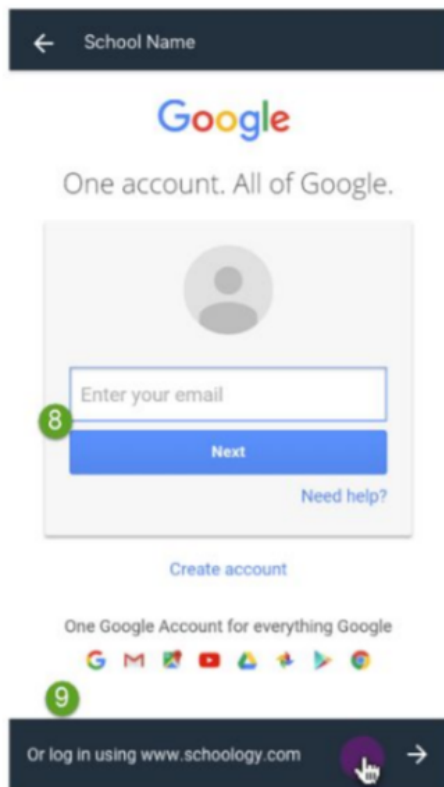 School Name
Google
One account. All of Google.
Enter your email
8
Next
Need help?
Create account
One Google Account for everything Google
9
Or log in using www.schoology.com